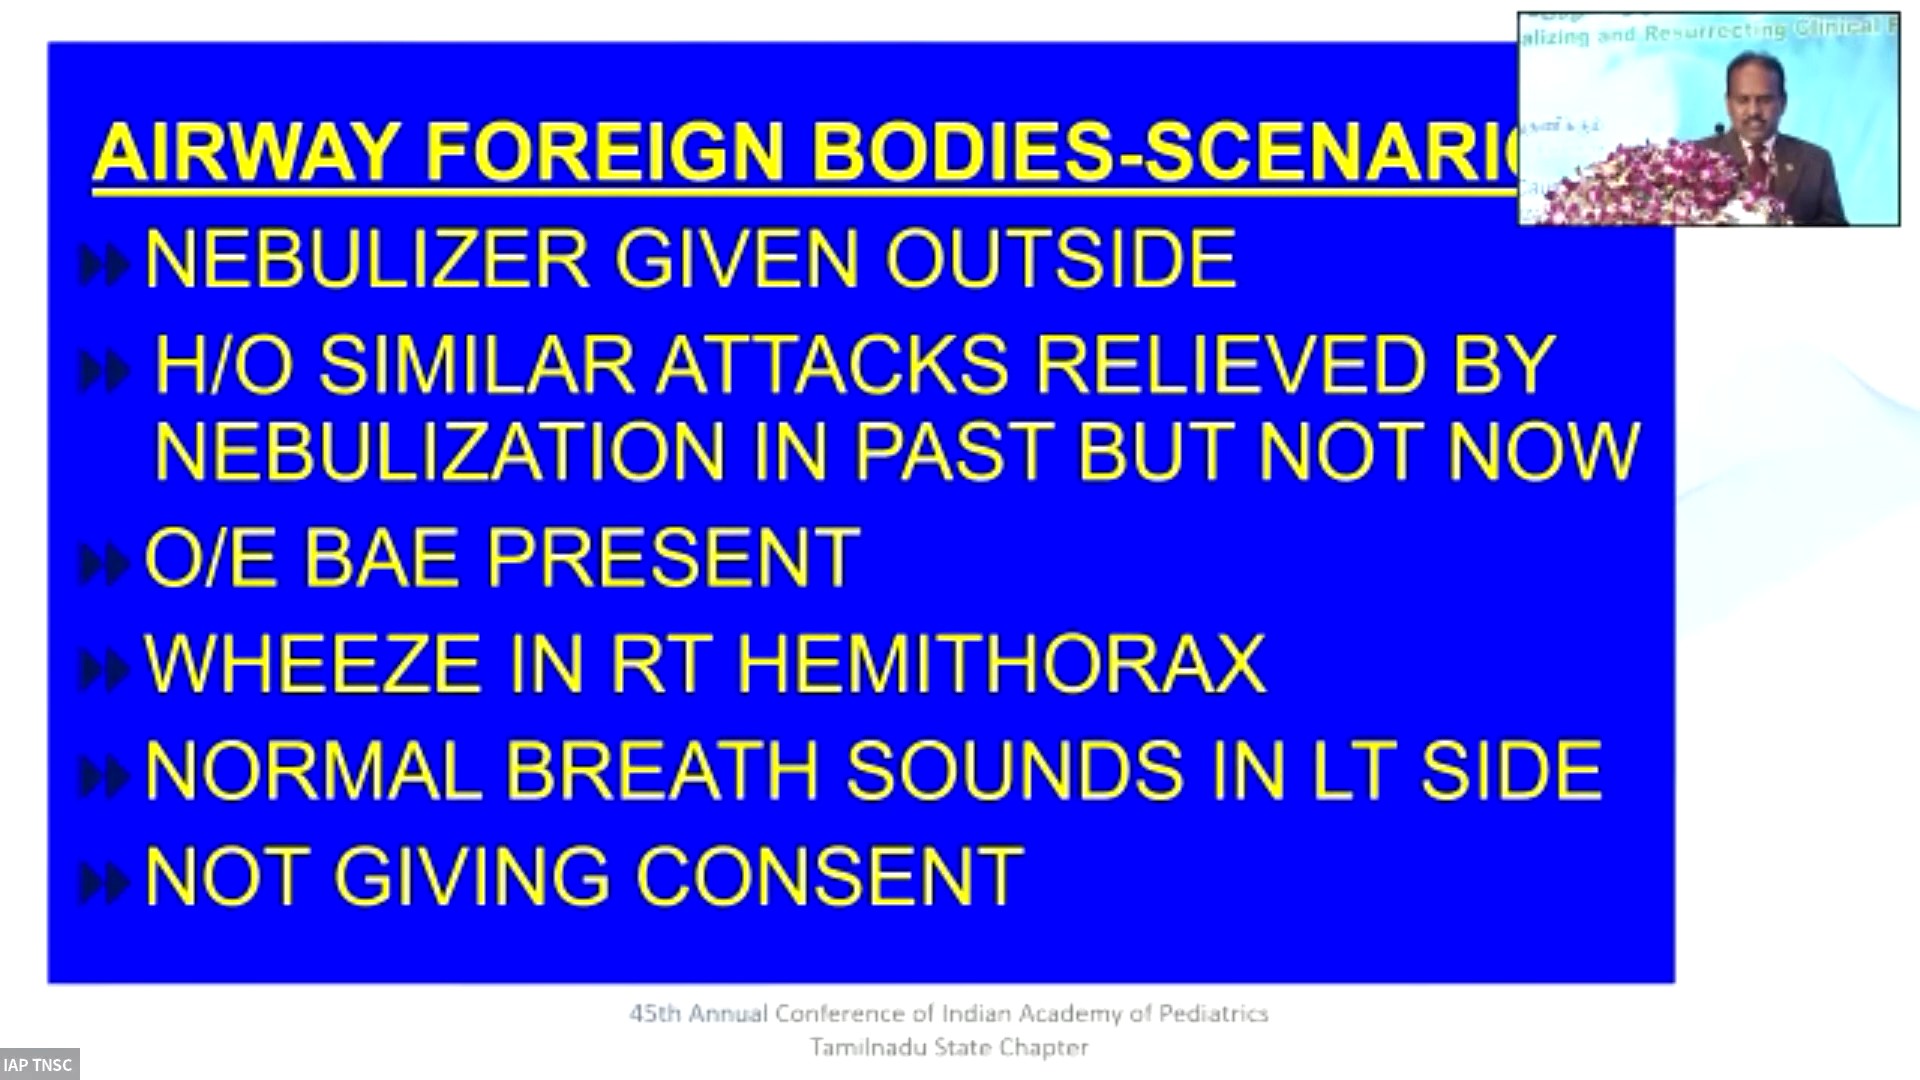 alizing and Resurrecting Clinical
AIRWAY FOREIGN BODIES-SCENARIO
NEBULIZER GIVEN OUTSIDE
H/O SIMILAR ATTACKS RELIEVED BY
NEBULIZATION IN PAST BUT NOT NOW
O/E BAE PRESENT
WHEEZE IN RT HEMITHORAX
NORMAL BREATH SOUNDS IN LT SIDE
NOT GIVING CONSENT
45th Annual Conference of Indian Academy of Pediatrics
Tamilnadu State Chapter
IAP TNSC